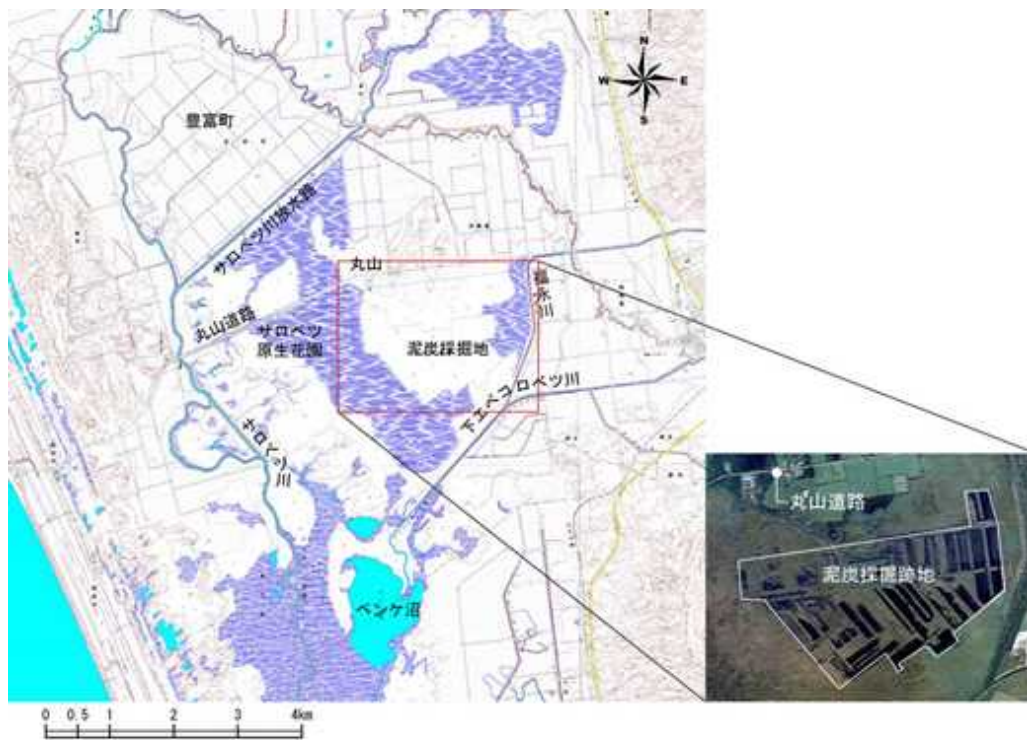 N
W E
S
豊富町
サロベツ川放水路
丸山
福永川
丸山道路
サロベツ
原生花園
泥炭採掘地
下エベコロベツ川
サロベツ川
ペンケ沼
丸山道路
泥炭採掘跡地
0 0.5 1 2 3 4km